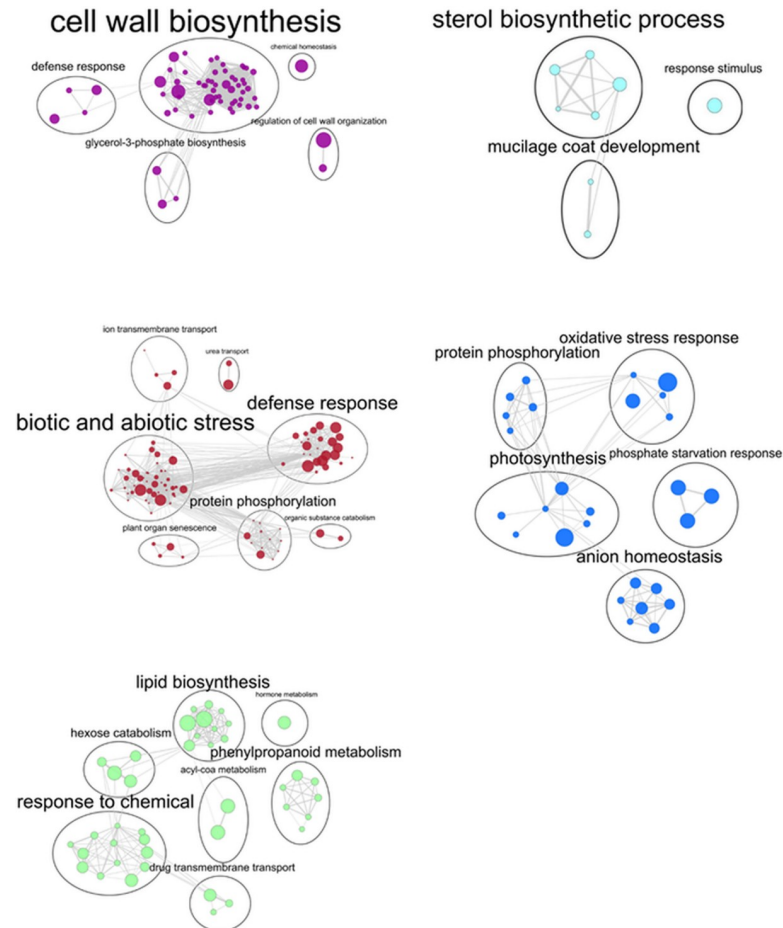 cell wall biosynthesis
chemical homeostasis
defense response
regulation of cell wall organization
glycerol-3-phosphate biosynthesis
sterol biosynthetic process
response stimulus
mucilage coat development
ion transmembrane transport
urea transport
defense response
biotic and abiotic stress
protein phosphorylation
organic substance catabolism
plant organ senescence
oxidative stress response
protein phosphorylation
photosynthesis
phosphate starvation response
anion homeostasis
lipid biosynthesis
hormone metabolism
hexose catabolism
phenylpropanoid metabolism
acyl-coa metabolism
response to chemical
drug transmembrane transport